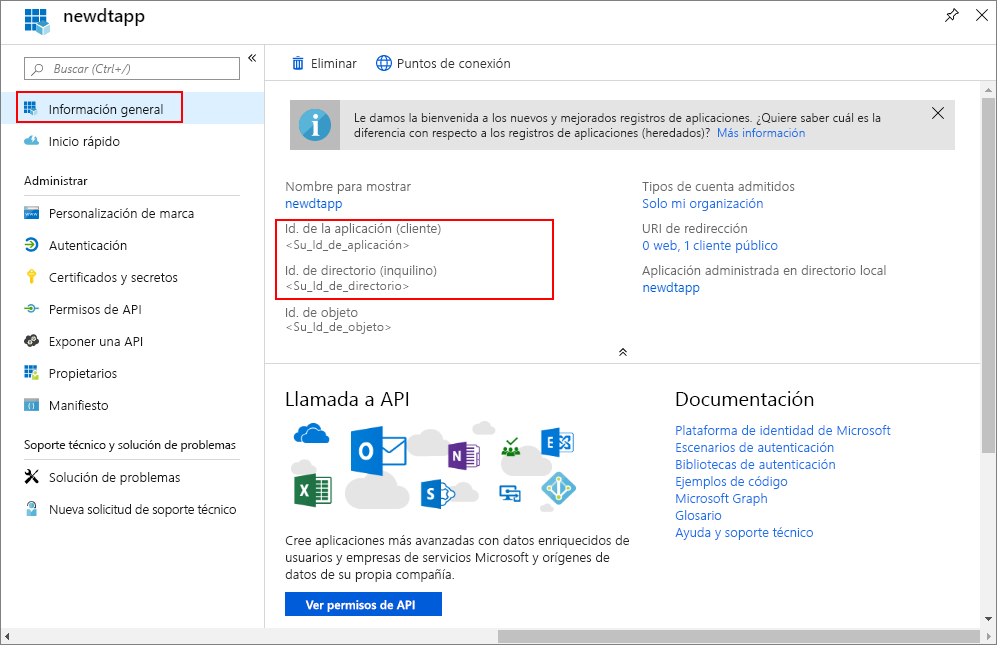 newdtapp
Buscar (Ctrl+/)
Información general
Inicio rápido
Administrar
Personalización de marca
Autenticación
Certificados y secretos
Permisos de API
Exponer una API
Propietarios
Manifiesto
Soporte técnico y solución de problemas
Solución de problemas
Nueva solicitud de soporte técnico
Eliminar
Puntos de conexión
Le damos la bienvenida a los nuevos y mejorados registros de aplicaciones. ¿Quiere saber cuál es la
diferencia con respecto a los registros de aplicaciones (heredados)? Más información
Nombre para mostrar
newdtapp
Id. de la aplicación (cliente)
<Su_Id_de_aplicación>
Id. de directorio (inquilino)
<Su_Id_de_directorio>
Id. de objeto
<Su_Id_de_objeto>
Tipos de cuenta admitidos
Solo mi organización
URI de redirección
0 web, 1 cliente público
Aplicación administrada en directorio local
newdtapp
Llamada a API
Cree aplicaciones más avanzadas con datos enriquecidos de
usuarios y empresas de servicios Microsoft y orígenes de
datos de su propia compañía.
Ver permisos de API
Documentación
Plataforma de identidad de Microsoft
Escenarios de autenticación
Bibliotecas de autenticación
Ejemplos de código
Microsoft Graph
Glosario
Ayuda y soporte técnico